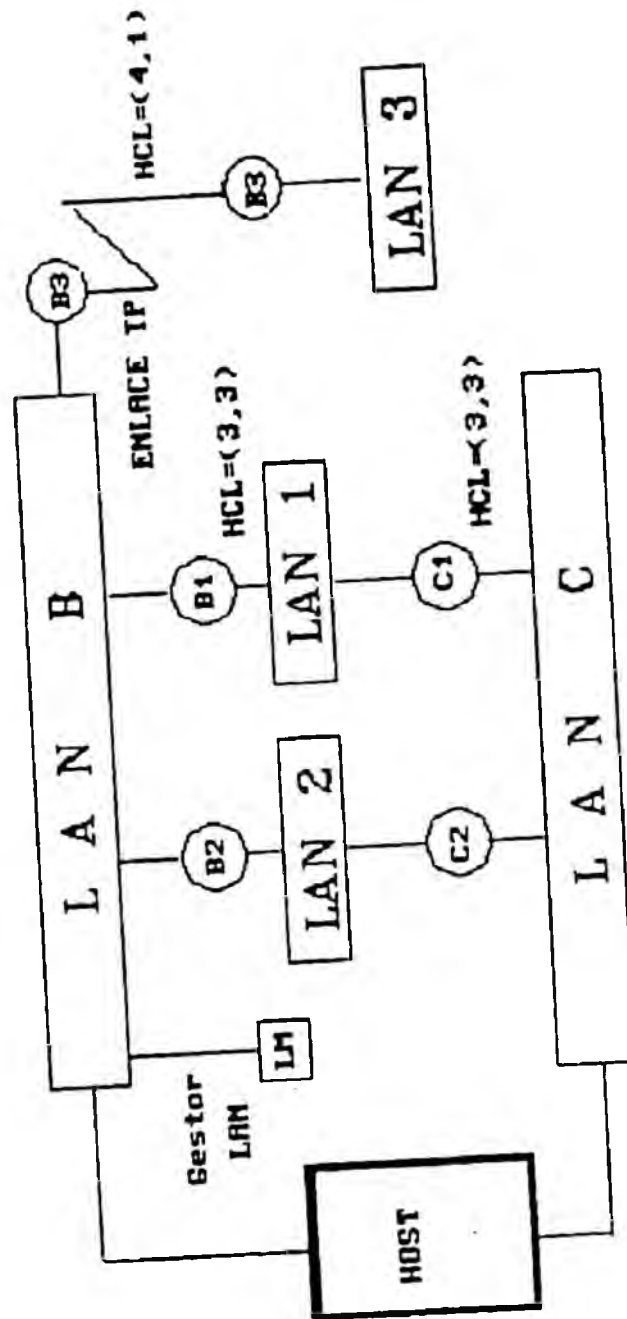 LAN B
B3
ENLACE TP
HCL=(4,1)
B3
LAN 3
B2
B1
HCL=(3,3)
Gestor
LAN
LM
LAN 2
LAN 1
HOST
C2
C1
HCL=(3,3)
LAN C